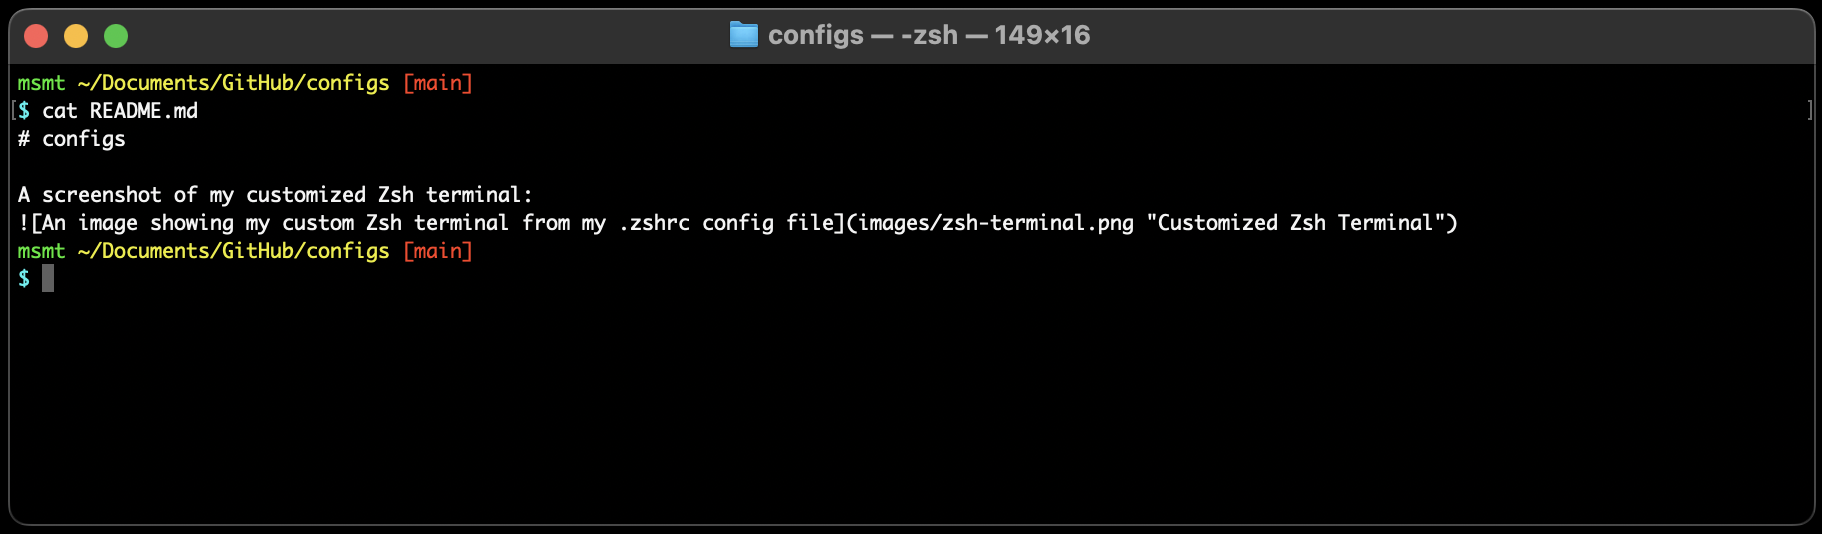 configs — -zsh — 149×16
msmt ~/Documents/GitHub/configs [main]
[$ cat README.md ]
# configs
A screenshot of my customized Zsh terminal:
![An image showing my custom Zsh terminal from my .zshrc config file](images/zsh-terminal.png "Customized Zsh Terminal")
msmt ~/Documents/GitHub/configs [main]
$